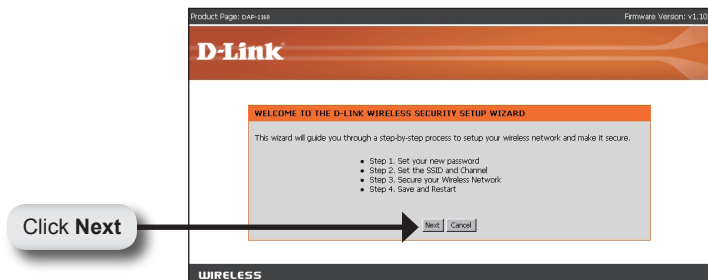 Product Page: DAP-1160 Firmware Version: v1.10
D-Link
WELCOME TO THE D-LINK WIRELESS SECURITY SETUP WIZARD
This wizard will guide you through a step-by-step process to setup your wireless network and make it secure.
• Step 1. Set your new password
• Step 2. Set the SSID and Channel
• Step 3. Secure your Wireless Network
• Step 4. Save and Restart
Click Next
Next Cancel
WIRELESS